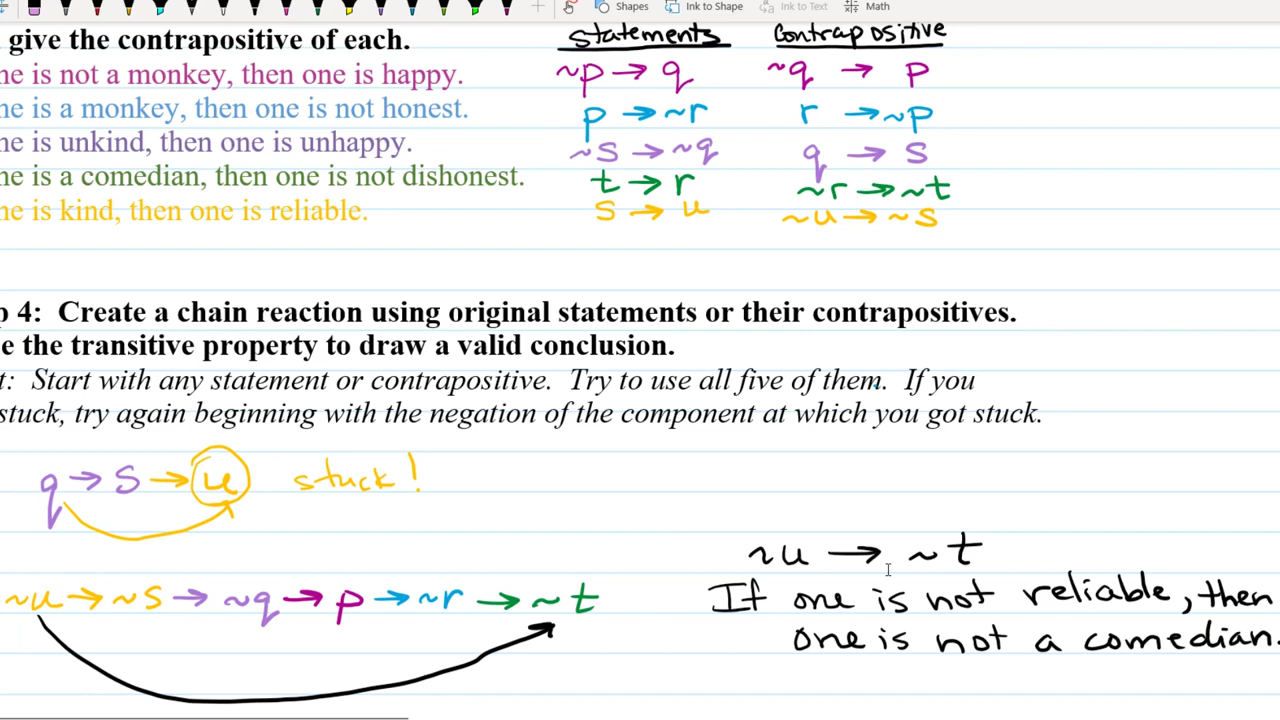 Shapes Ink to Shape Ink to Text Math
give the contrapositive of each.
statements contrapositive
ne is not a monkey, then one is happy. ~p → q ~q → p
ne is a monkey, then one is not honest. p → ~r r → ~p
ne is unkind, then one is unhappy. ~s → ~q q → s
ne is a comedian, then one is not dishonest. t → r ~r → ~t
ne is kind, then one is reliable. s → u ~u → ~s
p 4: Create a chain reaction using original statements or their contrapositives.
e the transitive property to draw a valid conclusion.
t: Start with any statement or contrapositive. Try to use all five of them. If you
stuck, try again beginning with the negation of the component at which you got stuck.
q → s → u stuck!
~u → ~t
~u → ~s → ~q → p → ~r → ~t
If one is not reliable, then
one is not a comedian.